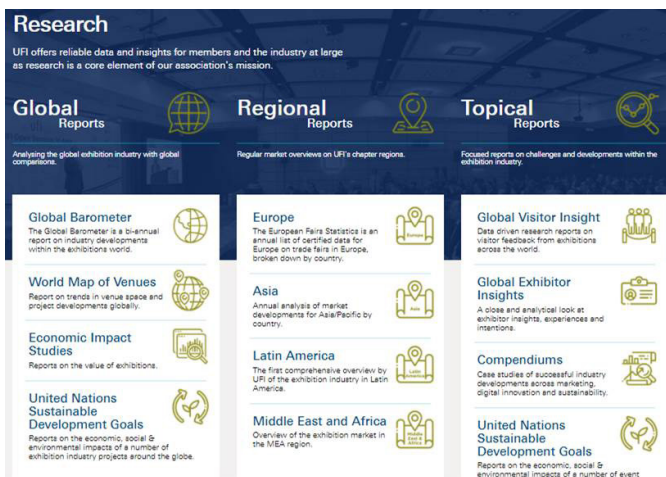 Research
UFI offers reliable data and insights for members and the industry at large
as research is a core element of our association's mission.
Global
Reports
Analysing the global exhibition industry with global
comparisons.
Regional
Reports
Regular market overviews on UFI's chapter regions.
Topical
Reports
Focused reports on challenges and developments within the
exhibition industry.
Global Barometer
The Global Barometer is a bi-annual
report on industry developments
within the exhibitions world.
World Map of Venues
Report on trends in venue space and
project developments globally.
Economic Impact
Studies
Reports on the value of exhibitions.
United Nations
Sustainable
Development Goals
Reports on the economic, social &
environmental impacts of a number of
exhibition industry projects around the globe.
Europe
The European Fairs Statistics is an
annual list of certified data for
Europe on trade fairs in Europe,
broken down by country.
Europe
Asia
Annual analysis of market
developments for Asia/Pacific by
country.
Asia
Latin America
The first comprehensive overview by
UFI of the exhibition industry in Latin
America.
Latin
America
Middle East and Africa
Overview of the exhibition market in
the MEA region.
Middle
East &
Africa
Global Visitor Insight
Data driven research reports on
visitor feedback from exhibitions
across the world.
Global Exhibitor
Insights
A close and analytical look at
exhibitor insights, experiences and
intentions.
Compendiums
Case studies of successful industry
developments across marketing,
digital innovation and sustainability.
United Nations
Sustainable
Development Goals
Reports on the economic, social &
environmental impacts of a number of event